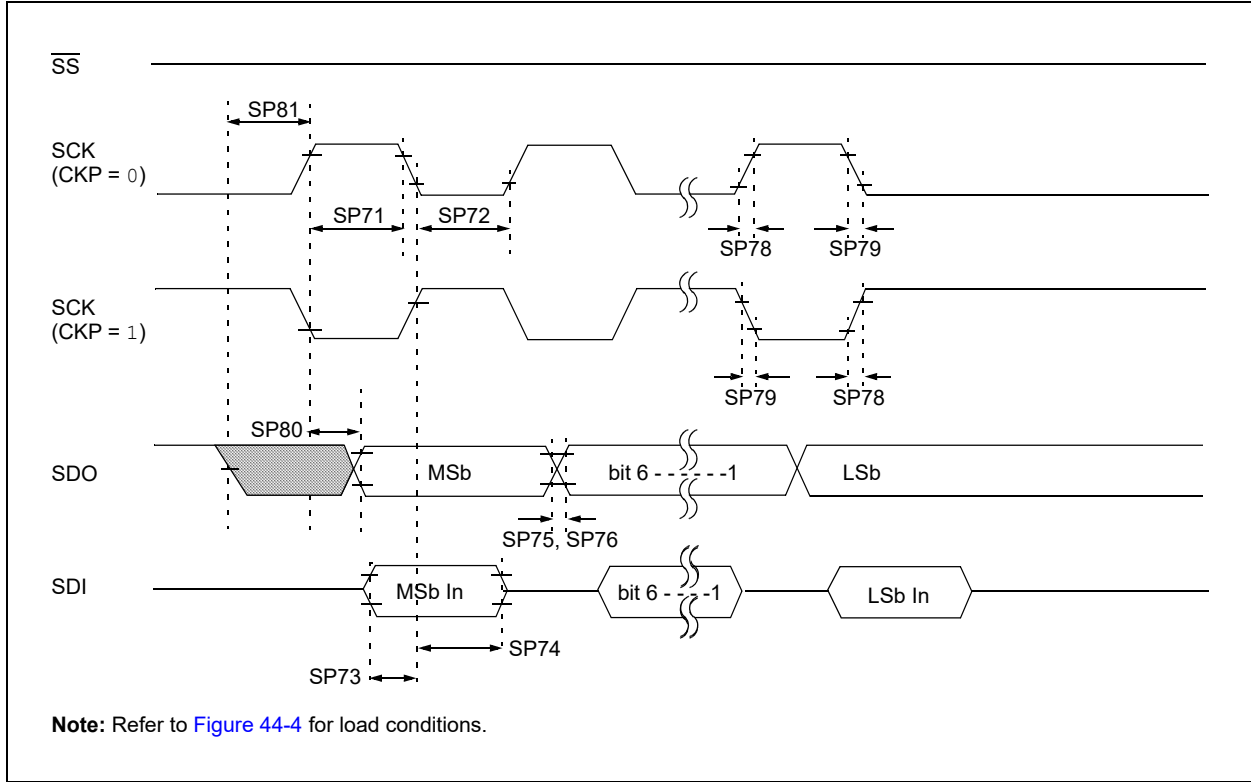 SS
SP81
SCK
(CKP = 0)
SP71
SP72
SP78
SP79
SCK
(CKP = 1)
SP79
SP78
SP80
SDO
MSb
bit 6 - - - - - - -1
LSb
SP75, SP76
SDI
MSb In
bit 6 - - - - -1
LSb In
SP74
SP73
Note: Refer to Figure 44-4 for load conditions.